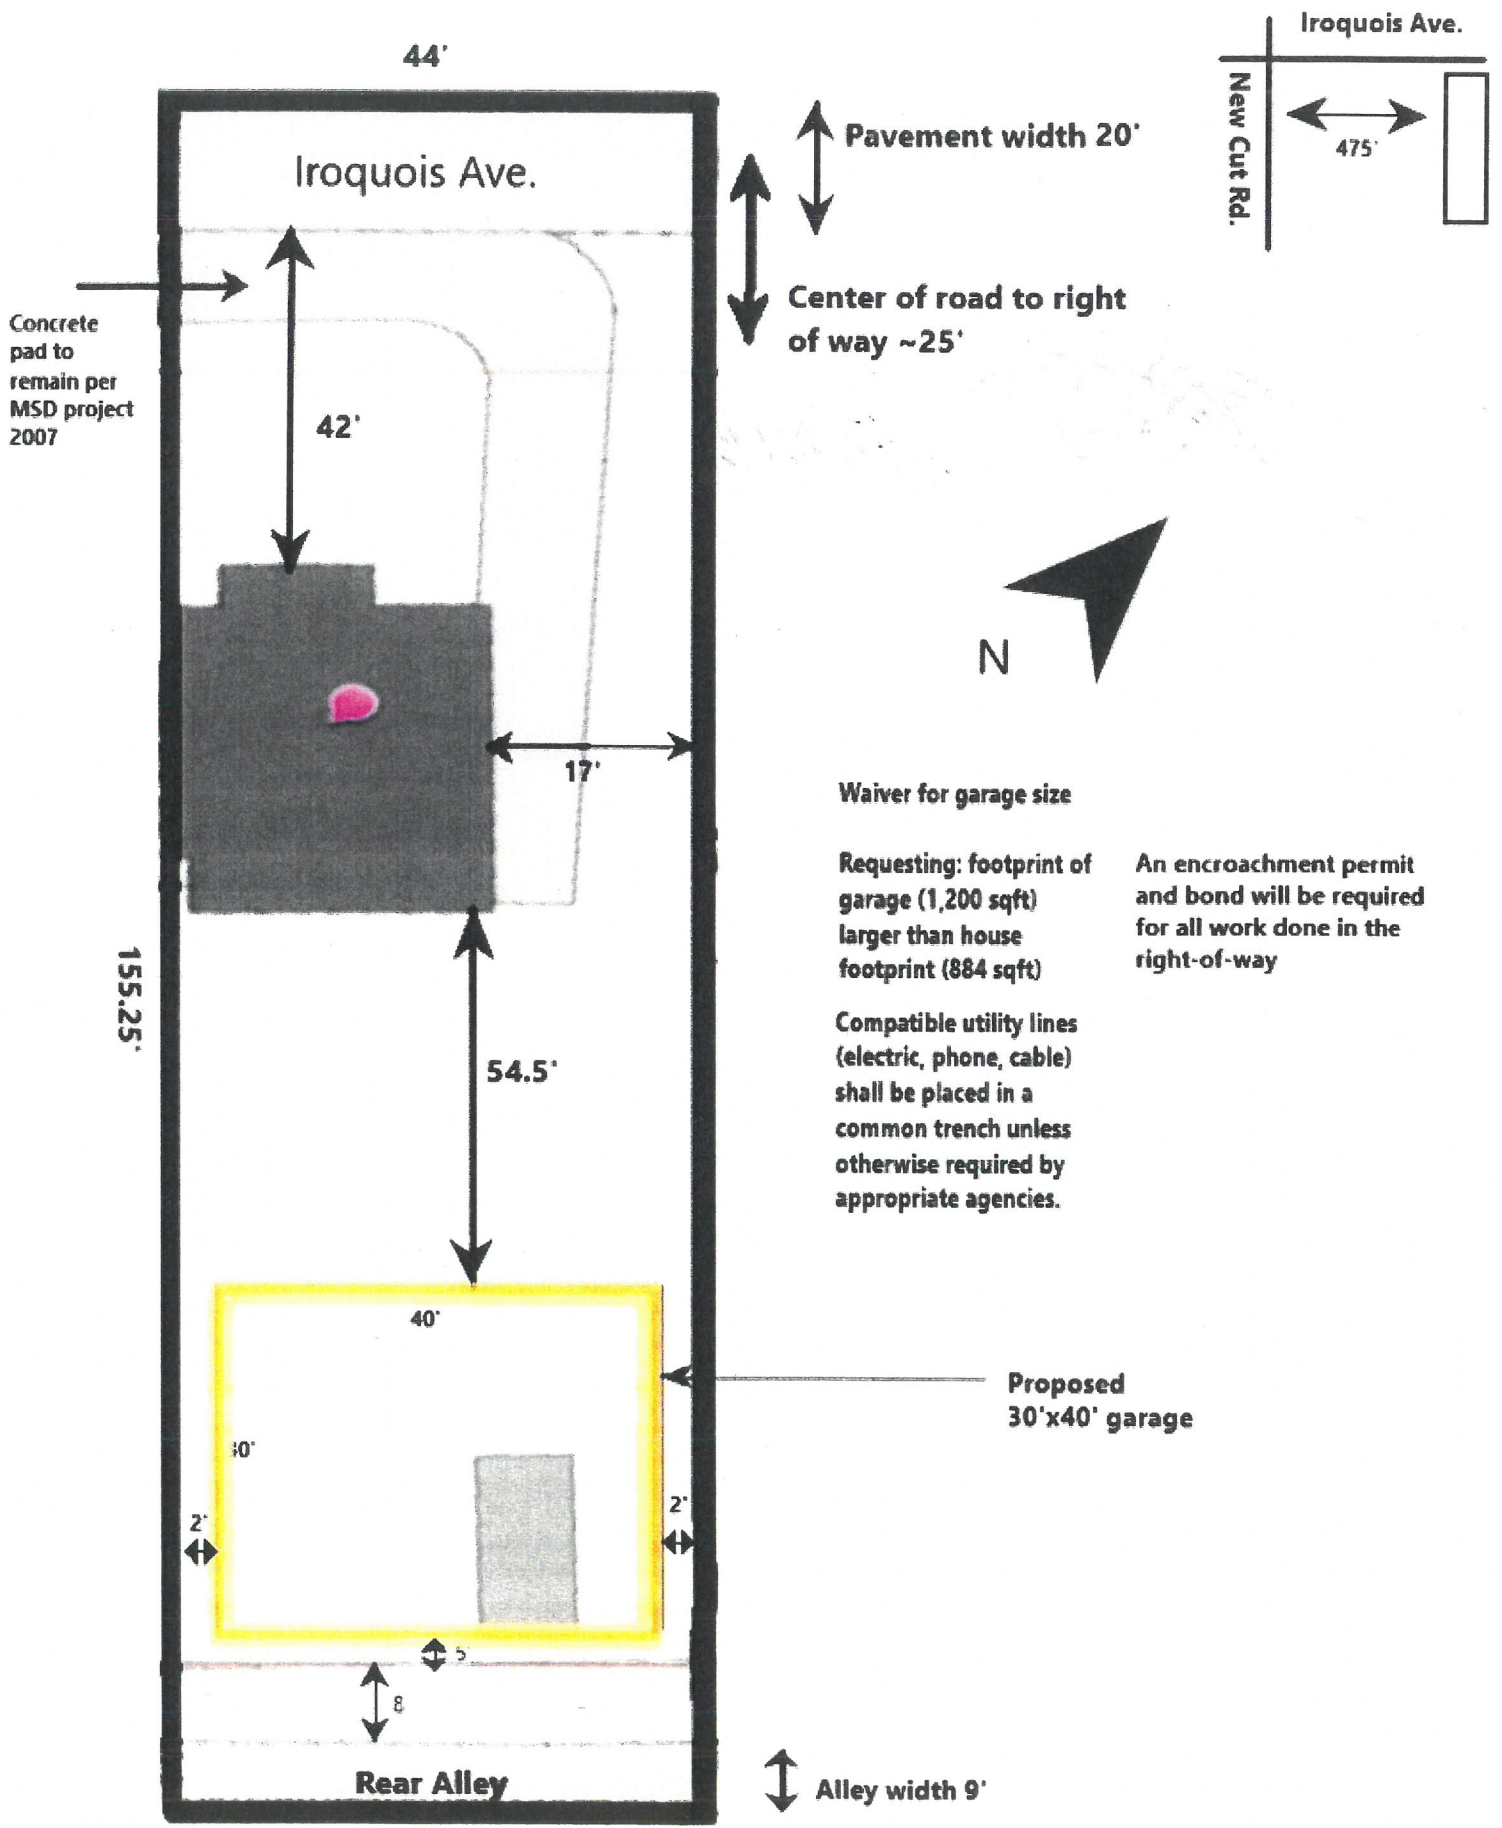 44'
Iroquois Ave.
Iroquois Ave.
New Cut Rd.
475'
Pavement width 20'
Center of road to right
of way ~25'
Concrete
pad to
remain per
MSD project
2007
42'
N
17'
Waiver for garage size
Requesting: footprint of
garage (1,200 sqft)
larger than house
footprint (884 sqft)
An encroachment permit
and bond will be required
for all work done in the
right-of-way
Compatible utility lines
(electric, phone, cable)
shall be placed in a
common trench unless
otherwise required by
appropriate agencies.
155.25'
54.5'
40'
Proposed
30'x40' garage
2'
2'
5'
8
Rear Alley
Alley width 9'